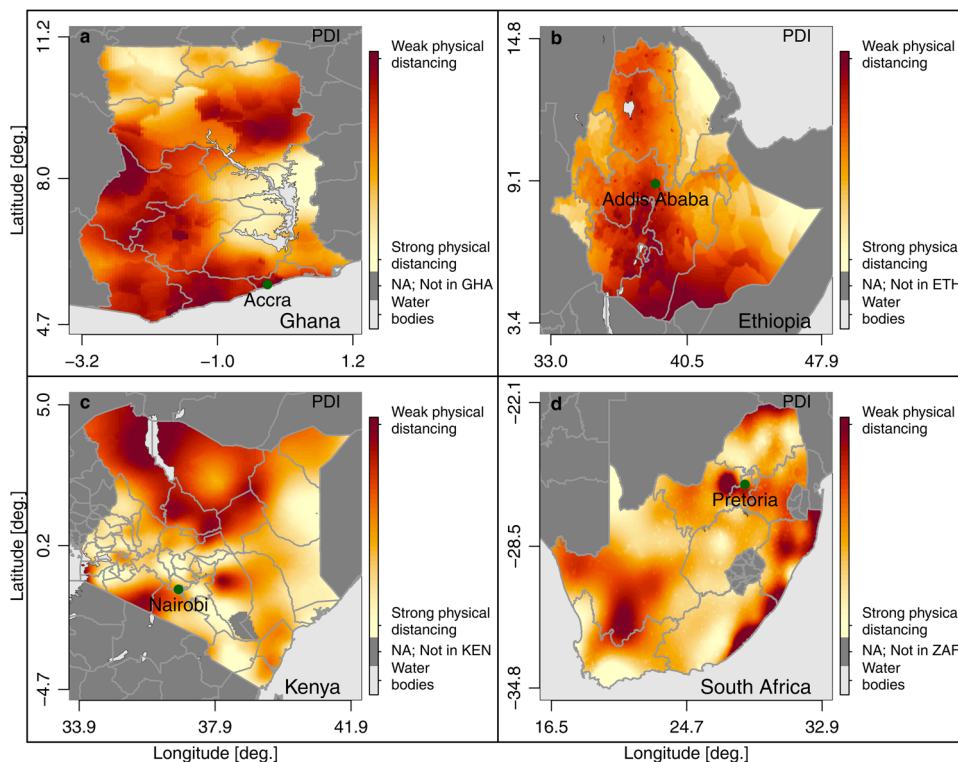 a
PDI
11.2
8.0
4.7
Latitude [deg.]
Weak physical
distancing
Strong physical
distancing
NA; Not in GHA
Water
bodies
Accra
Ghana
−3.2
−1.0
1.2
b
PDI
14.8
9.1
3.4
Weak physical
distancing
Strong physical
distancing
NA; Not in ETH
Water
bodies
Addis Ababa
Ethiopia
33.0
40.5
47.9
c
PDI
5.0
0.2
−4.7
Latitude [deg.]
Weak physical
distancing
Strong physical
distancing
NA; Not in KEN
Water
bodies
Nairobi
Kenya
33.9
37.9
41.9
Longitude [deg.]
d
PDI
−22.1
−28.5
−34.8
Weak physical
distancing
Strong physical
distancing
NA; Not in ZAF
Water
bodies
Pretoria
South Africa
16.5
24.7
32.9
Longitude [deg.]